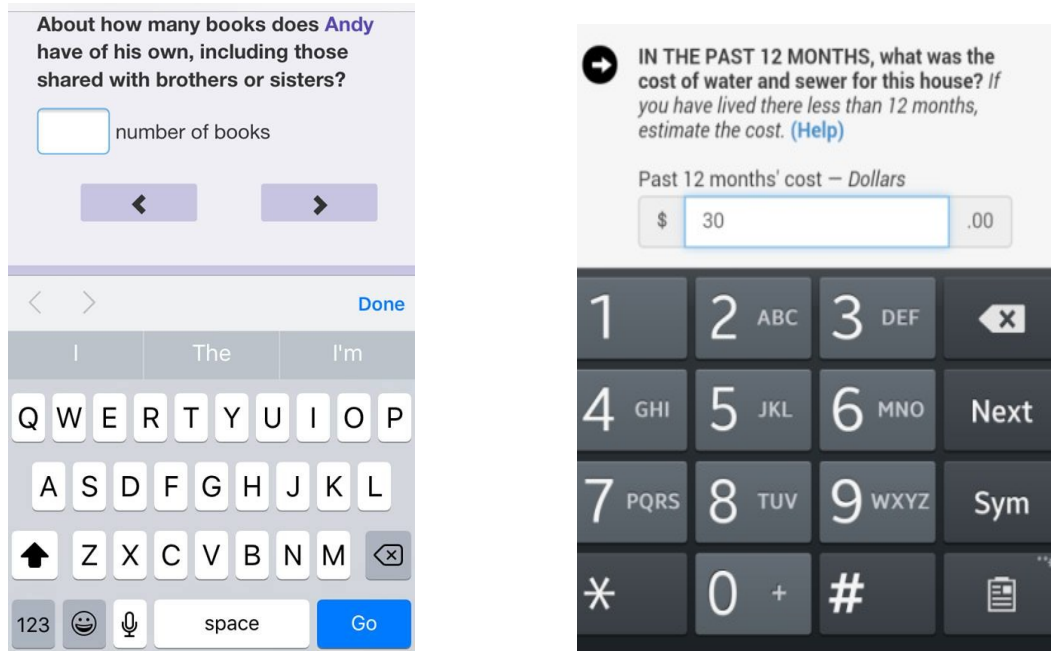 About how many books does Andy
have of his own, including those
shared with brothers or sisters?
number of books
Done
I The I'm
Q W E R T Y U I O P
A S D F G H J K L
Z X C V B N M
123 space Go
IN THE PAST 12 MONTHS, what was the
cost of water and sewer for this house? If
you have lived there less than 12 months,
estimate the cost. (Help)
Past 12 months' cost — Dollars
$ 30 .00
1 2 ABC 3 DEF
4 GHI 5 JKL 6 MNO Next
7 PQRS 8 TUV 9 WXYZ Sym
* 0 + #